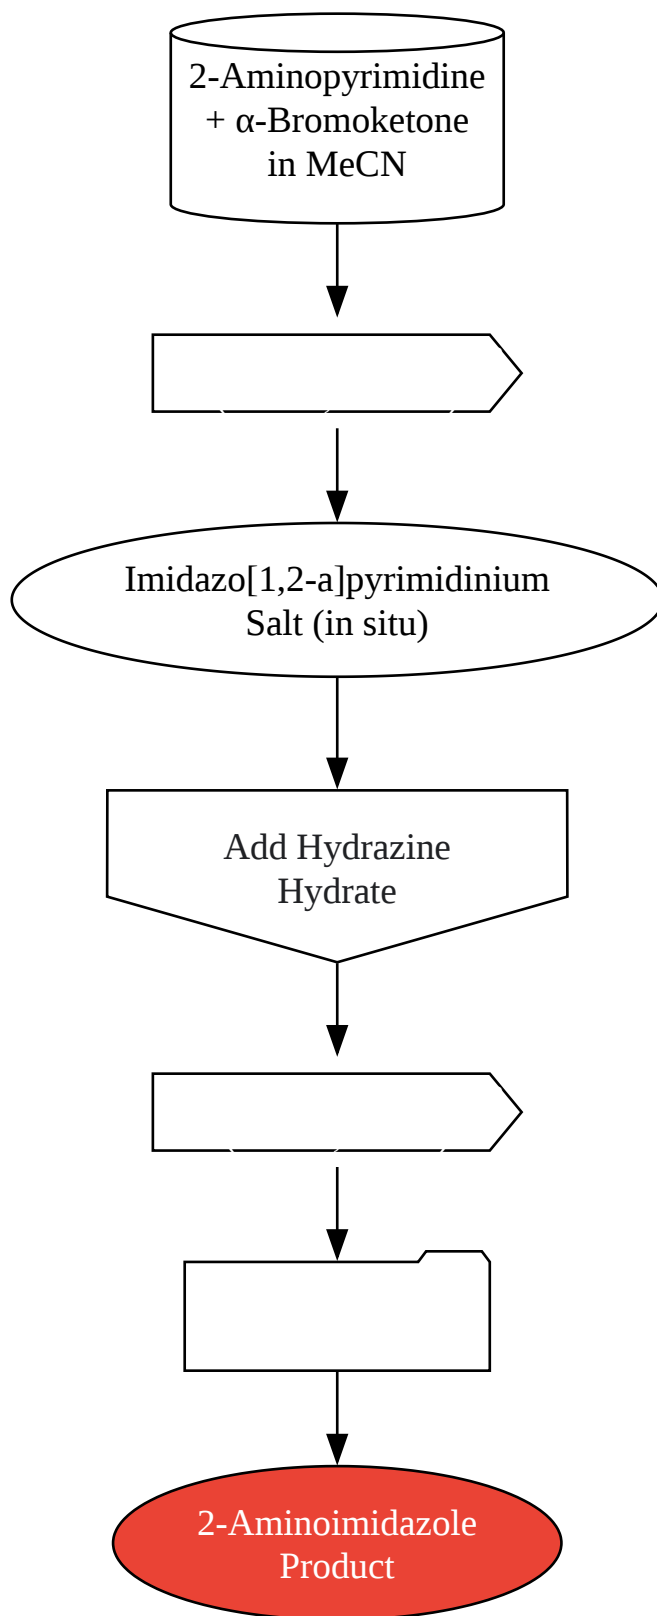 2-Aminopyrimidine
+ α-Bromoketone
in MeCN
Imidazo[1,2-a]pyrimidinium
Salt (in situ)
Add Hydrazine
Hydrate
2-Aminoimidazole
Product